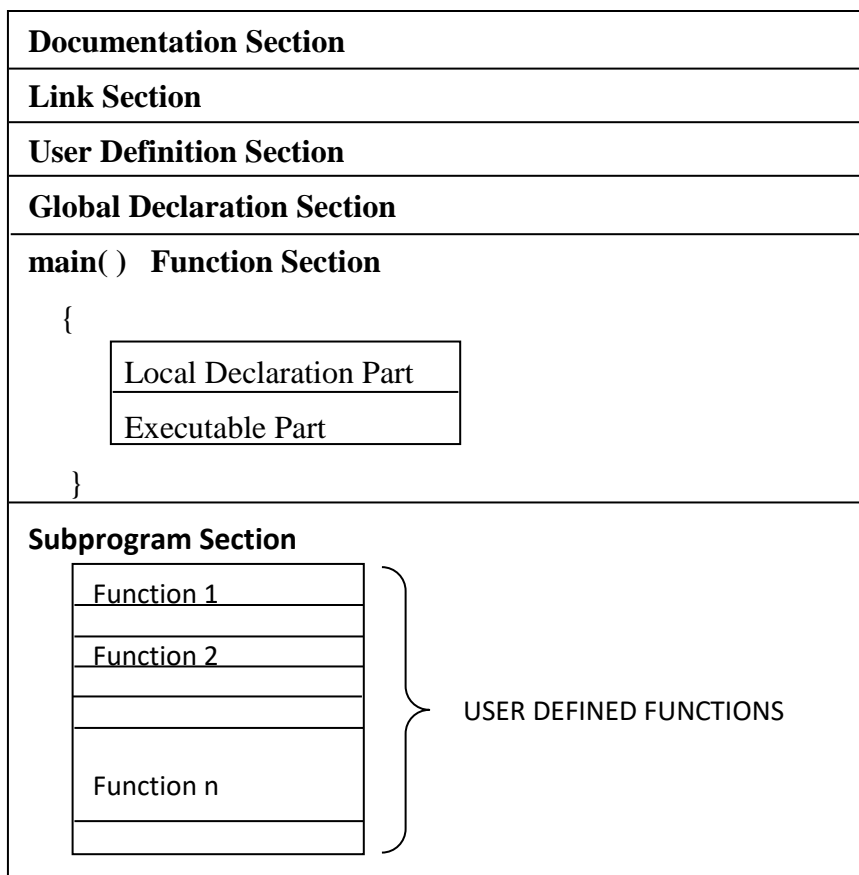 Documentation Section
Link Section
User Definition Section
Global Declaration Section
main( ) Function Section
{
Local Declaration Part
Executable Part
}
Subprogram Section
Function 1
Function 2
USER DEFINED FUNCTIONS
Function n